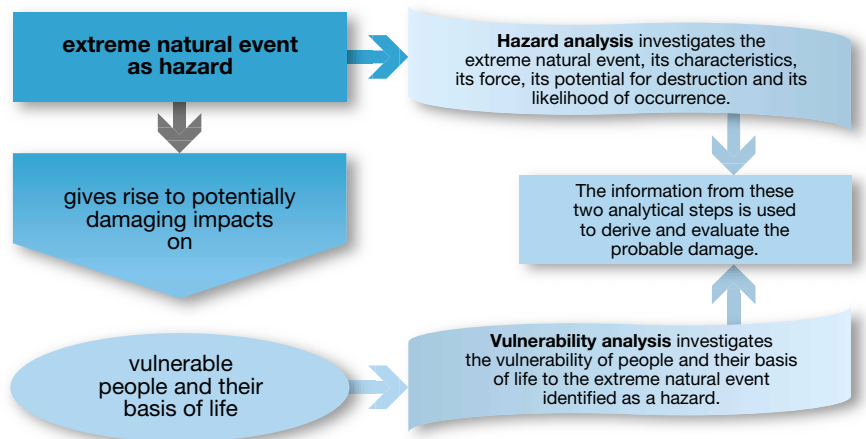 extreme natural event
as hazard
Hazard analysis investigates the
extreme natural event, its characteristics,
its force, its potential for destruction and its
likelihood of occurrence.
gives rise to potentially
damaging impacts
on
The information from these
two analytical steps is used
to derive and evaluate the
probable damage.
vulnerable
people and their
basis of life
Vulnerability analysis investigates
the vulnerability of people and their basis
of life to the extreme natural event
identified as a hazard.